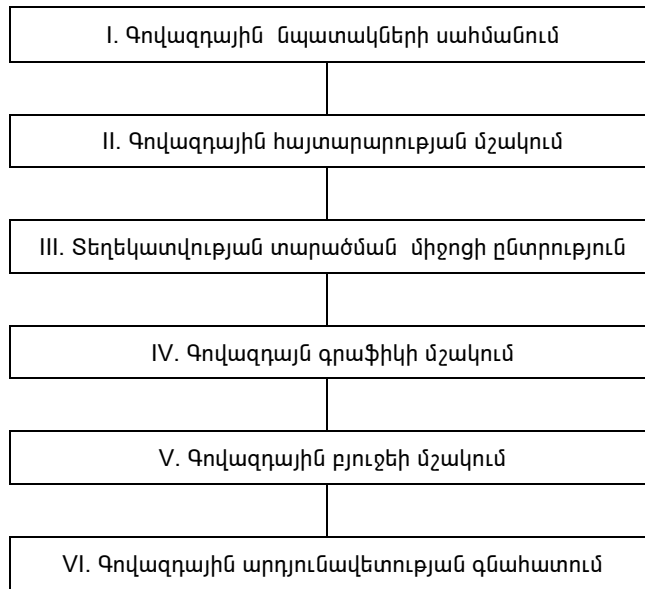 I. Գովազդային նպատակների սահմանում
II. Գովազդային հայտարարության մշակում
III. Տեղեկատվության տարածման միջոցի ընտրություն
IV. Գովազդայն գրաֆիկի մշակում
V. Գովազդային բյուջեի մշակում
VI. Գովազդային արդյունավետության գնահատում